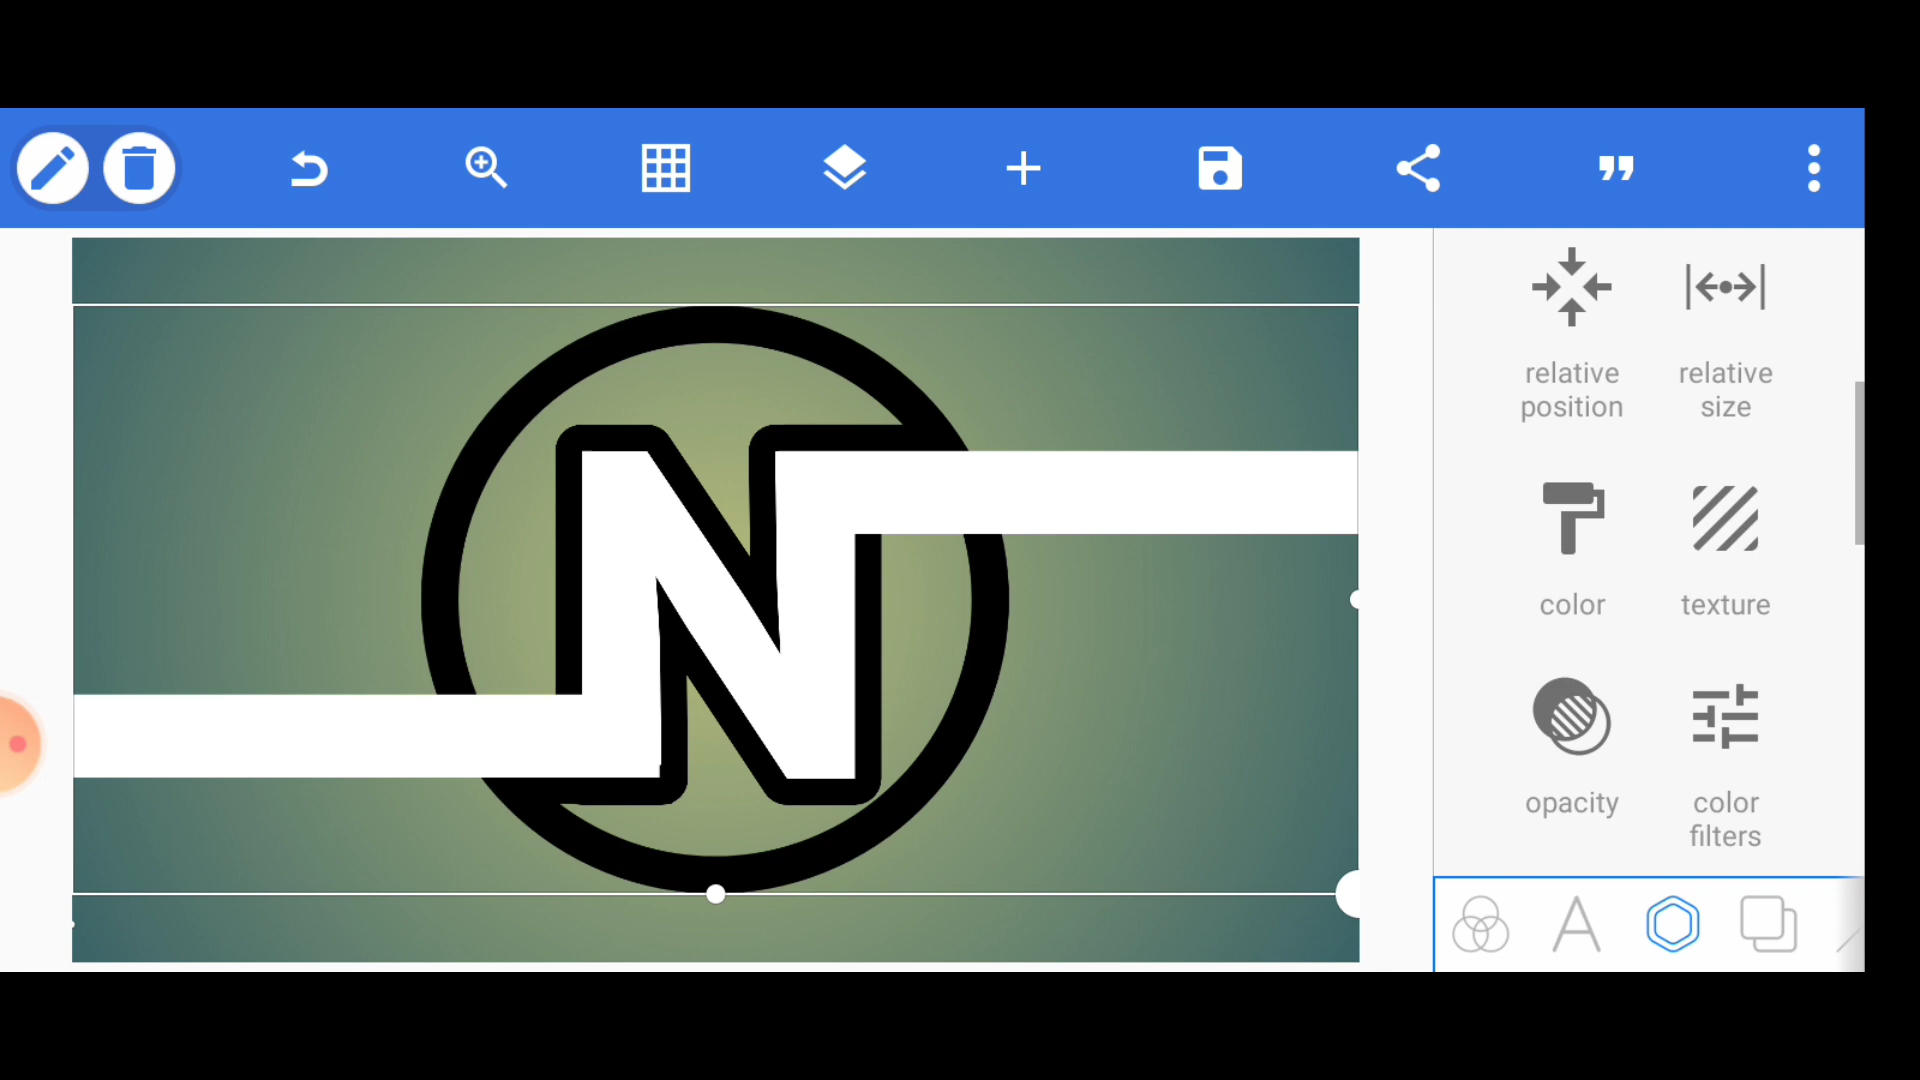 N
relative
position
relative
size
color
texture
opacity
color
filters